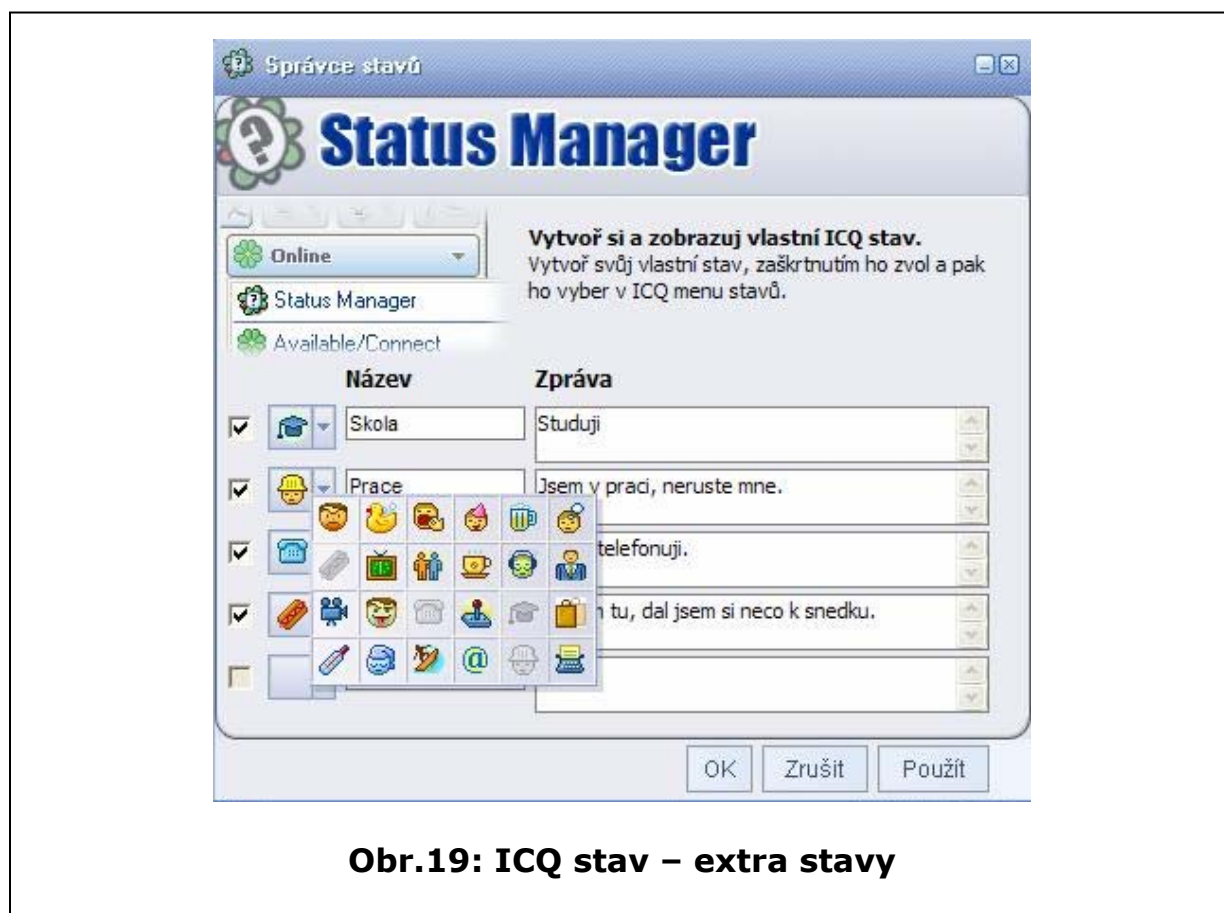 Správce stavů
Status Manager
Online
Status Manager
Available/Connect
Vytvoř si a zobrazuj vlastní ICQ stav.
Vytvoř svůj vlastní stav, zaškrtnutím ho zvol a pak
ho vyber v ICQ menu stavů.
Název Zpráva
Skola Studuji
Prace Jsem v praci, neruste mne.
telefonuji.
tu, dal jsem si neco k snedku.
OK Zrušit Použít
Obr.19: ICQ stav – extra stavy